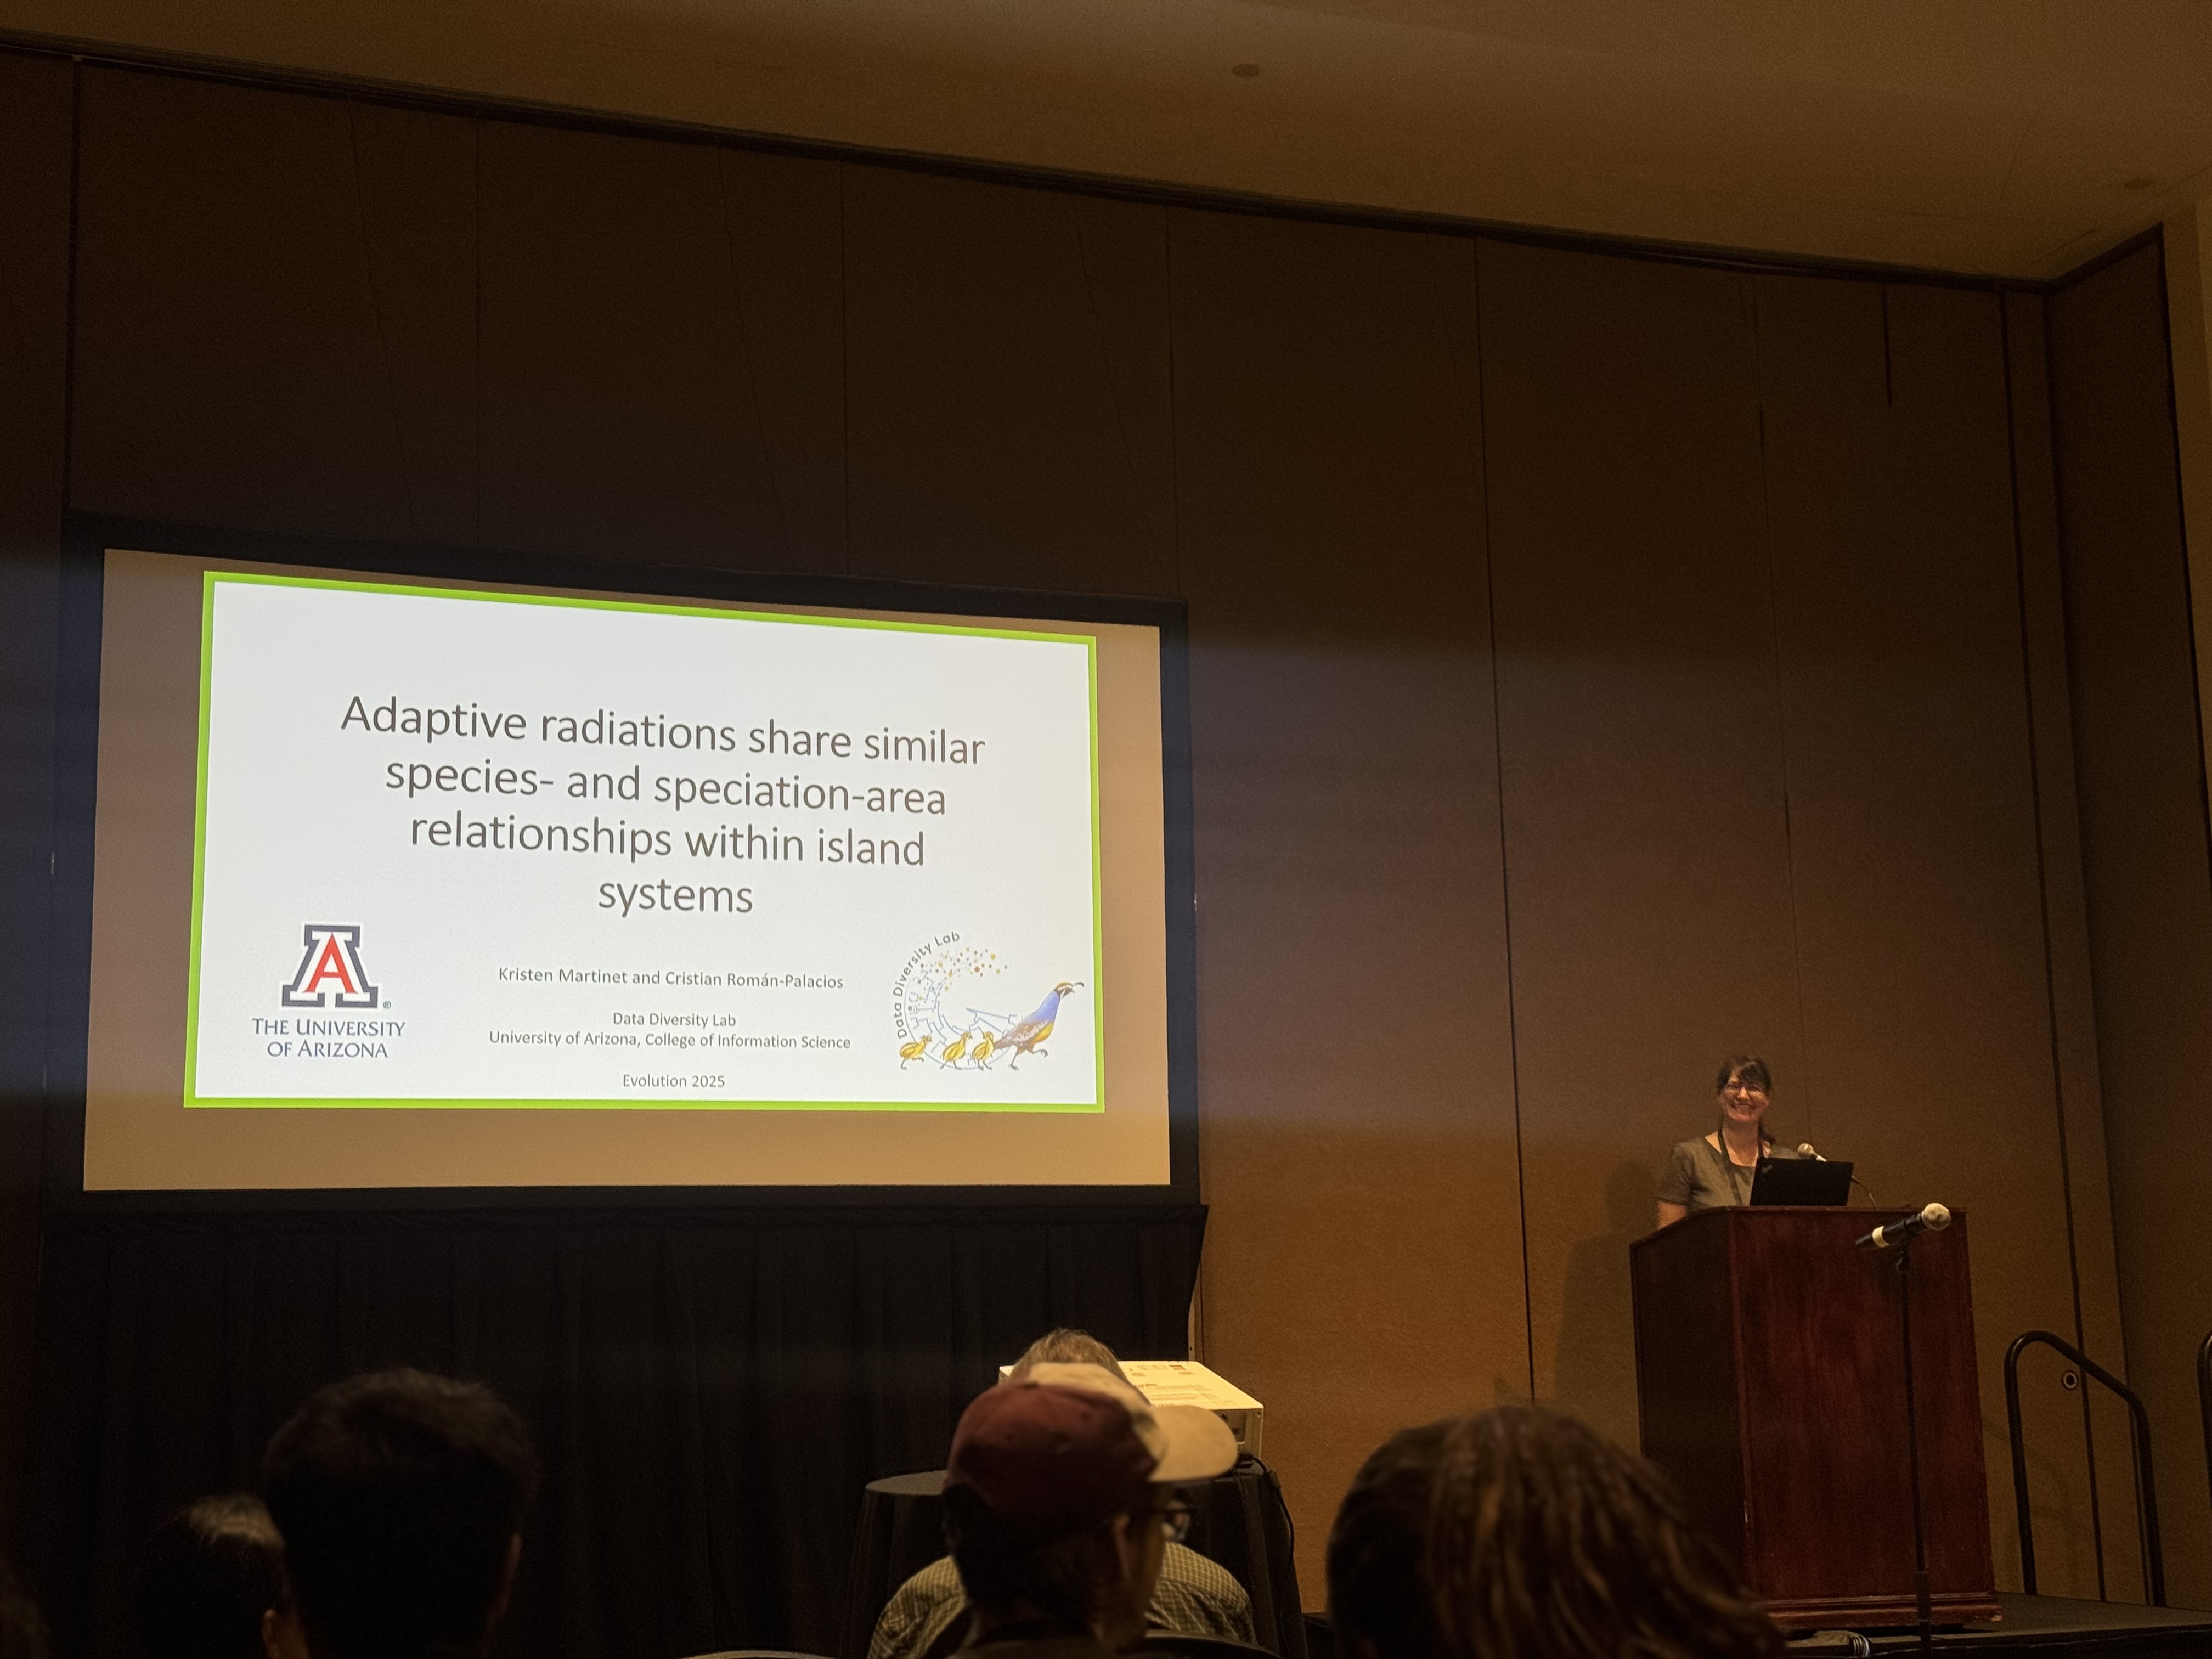 Adaptive radiations share similar
species- and speciation-area
relationships within island
systems
A
®
THE UNIVERSITY
OF ARIZONA
Kristen Martinet and Cristian Román-Palacios
Data Diversity Lab
University of Arizona, College of Information Science
Evolution 2025
Data Diversity Lab